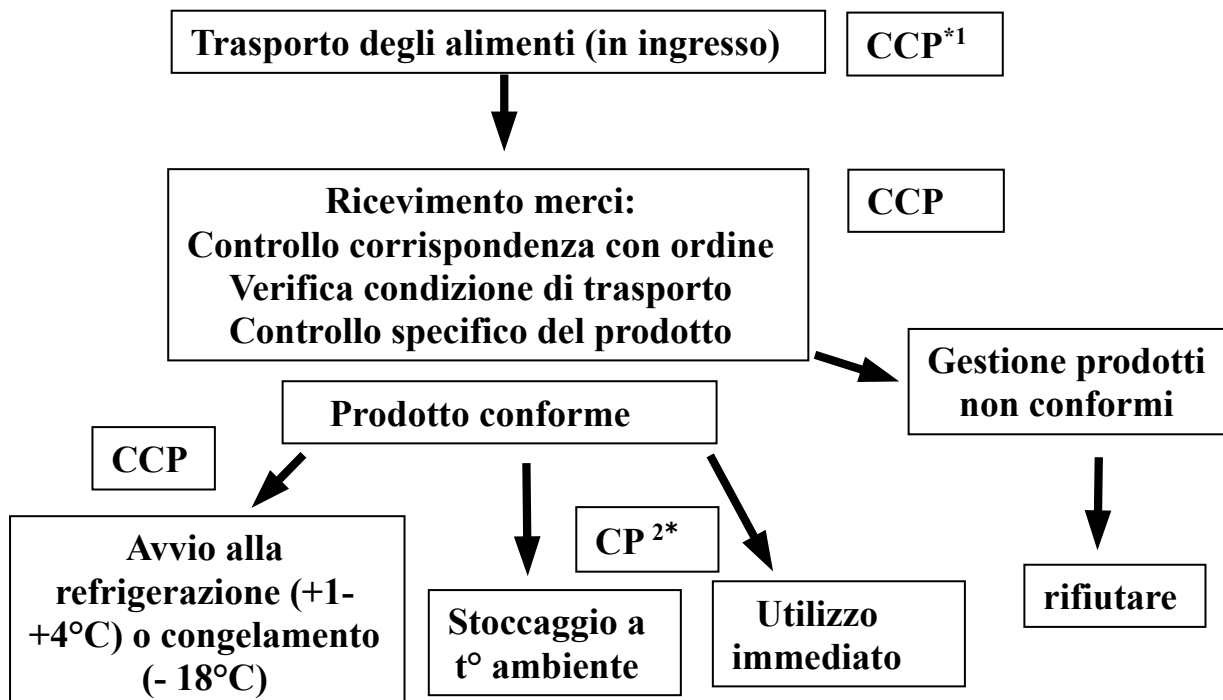 Trasporto degli alimenti (in ingresso)
CCP*1
Ricevimento merci:
Controllo corrispondenza con ordine
Verifica condizione di trasporto
Controllo specifico del prodotto
CCP
Gestione prodotti
non conformi
Prodotto conforme
CCP
Avvio alla
refrigerazione (+1-
+4°C) o congelamento
(- 18°C)
CP 2*
Stoccaggio a
t° ambiente
Utilizzo
immediato
rifiutare